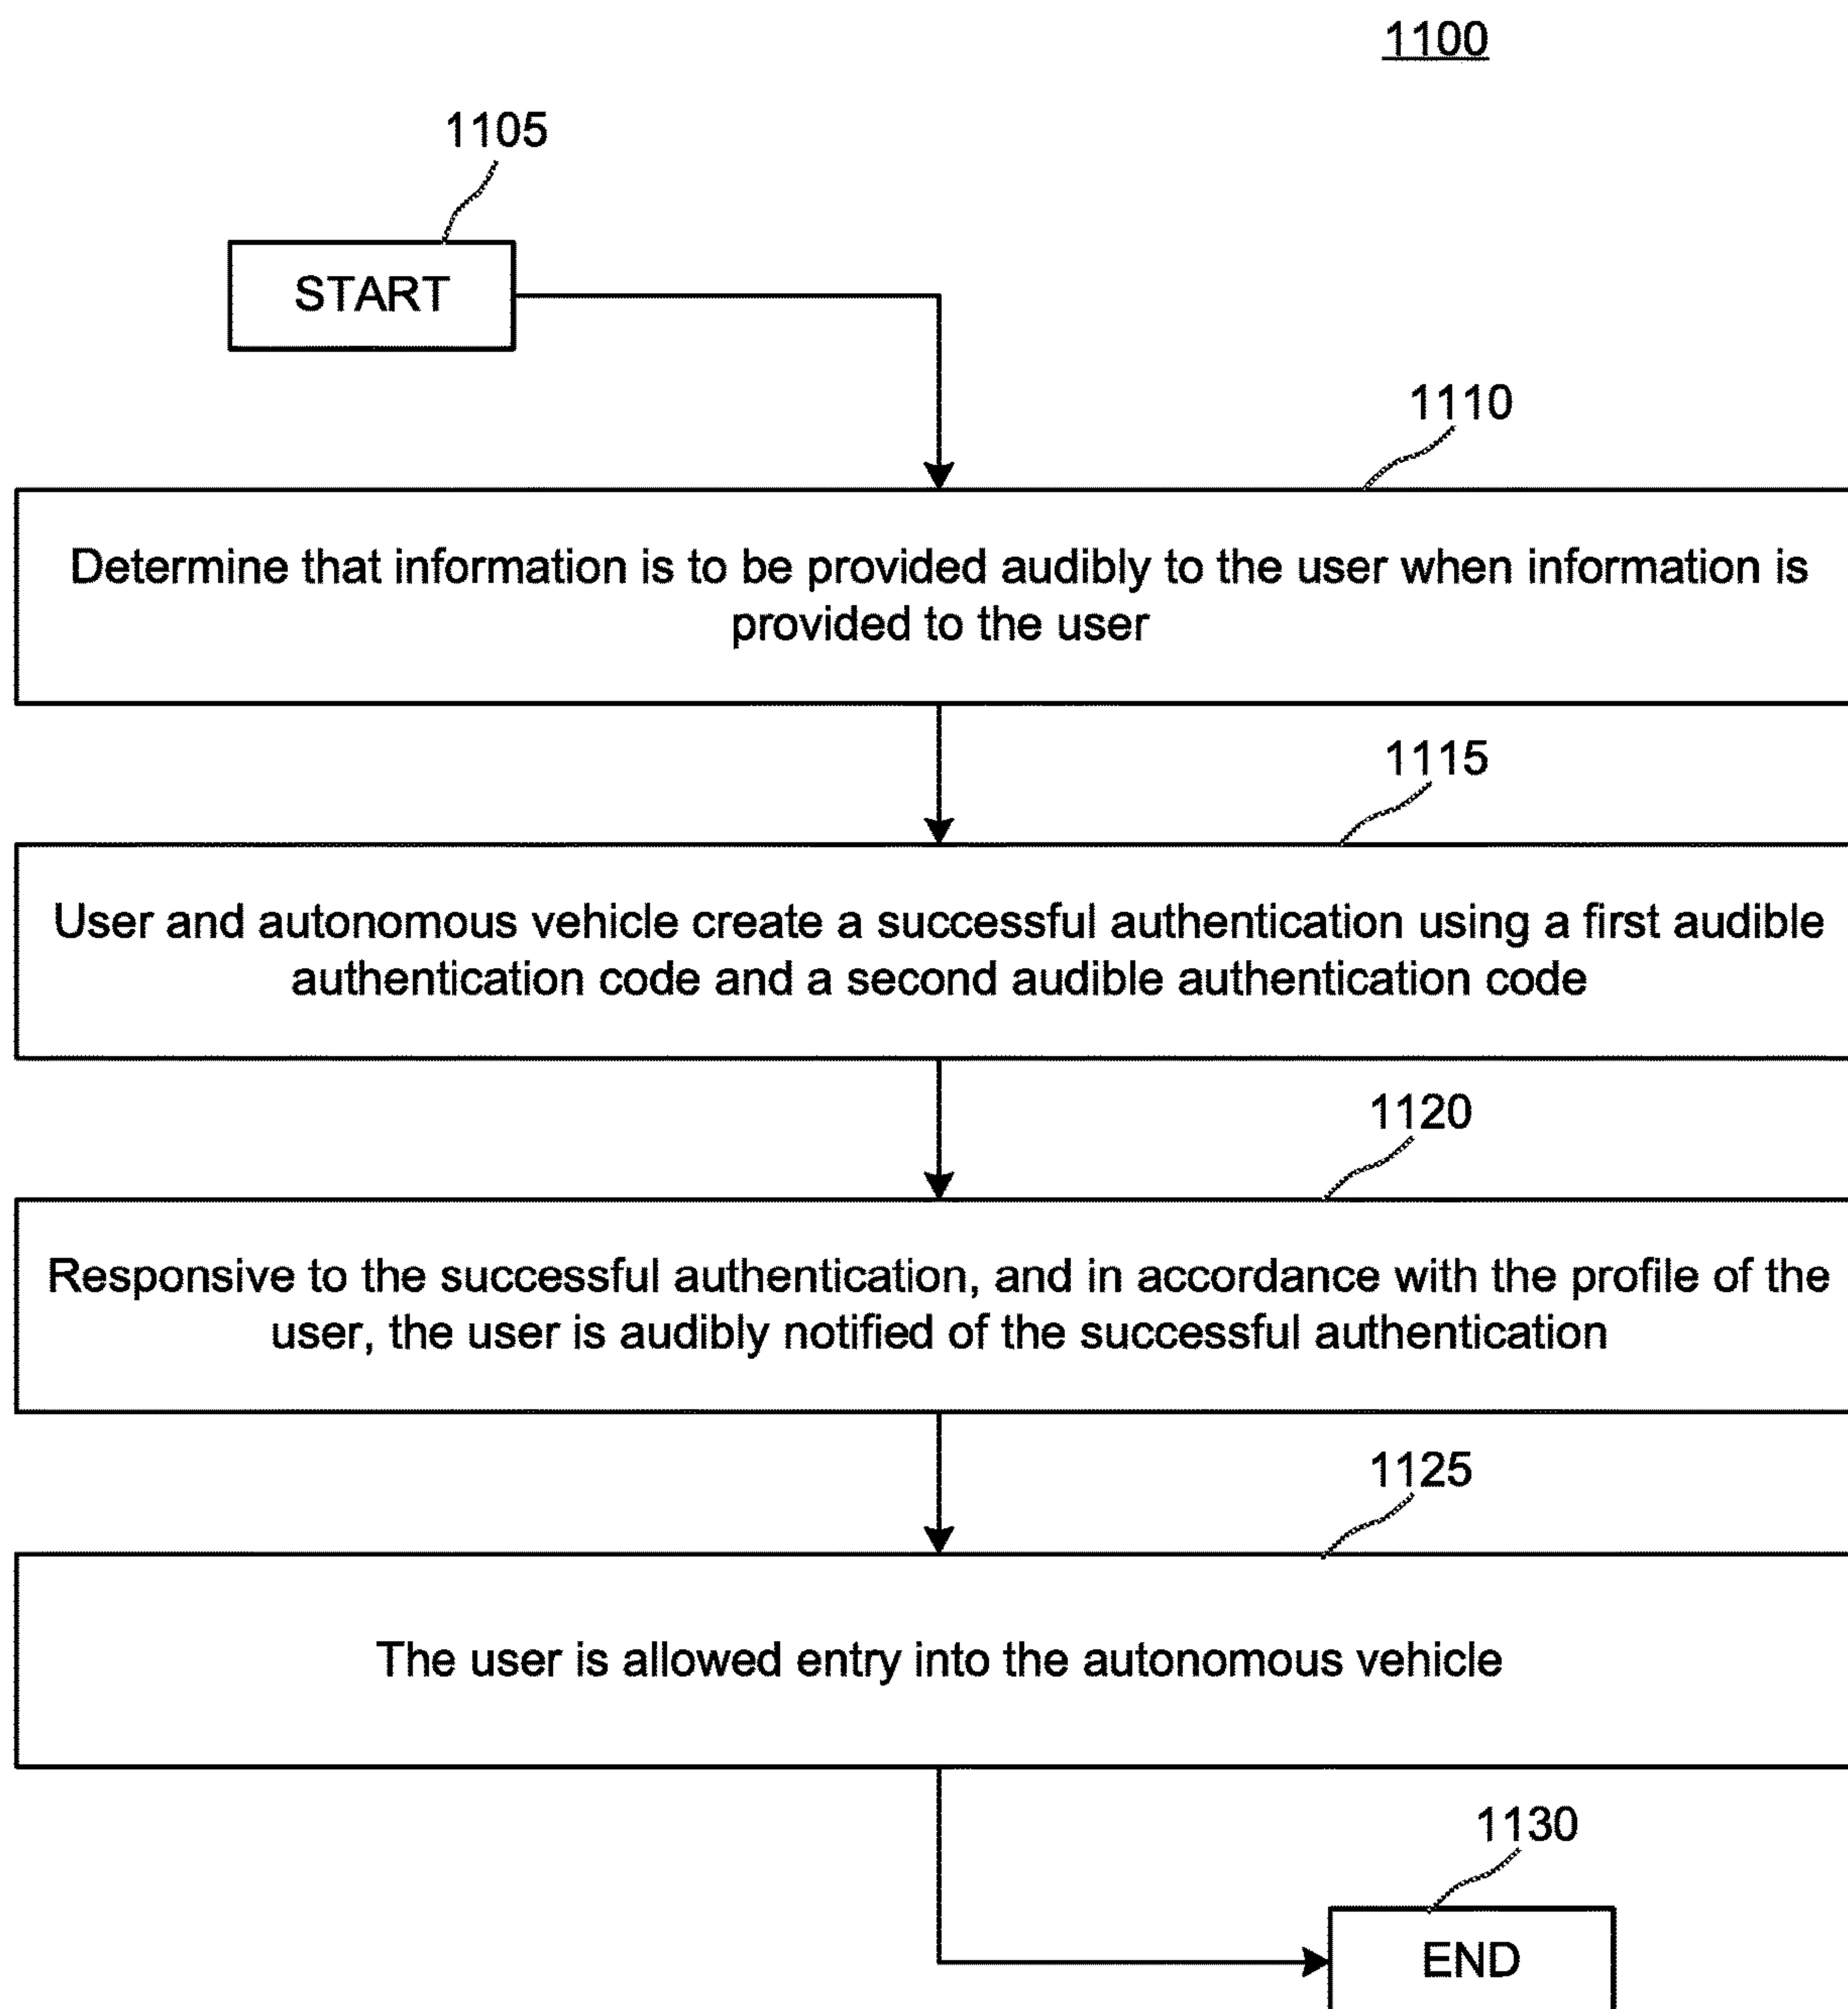 1100
1105
START
1110
Determine that information is to be provided audibly to the user when information is
provided to the user
1115
User and autonomous vehicle create a successful authentication using a first audible
authentication code and a second audible authentication code
1120
Responsive to the successful authentication, and in accordance with the profile of the
user, the user is audibly notified of the successful authentication
1125
The user is allowed entry into the autonomous vehicle
1130
END